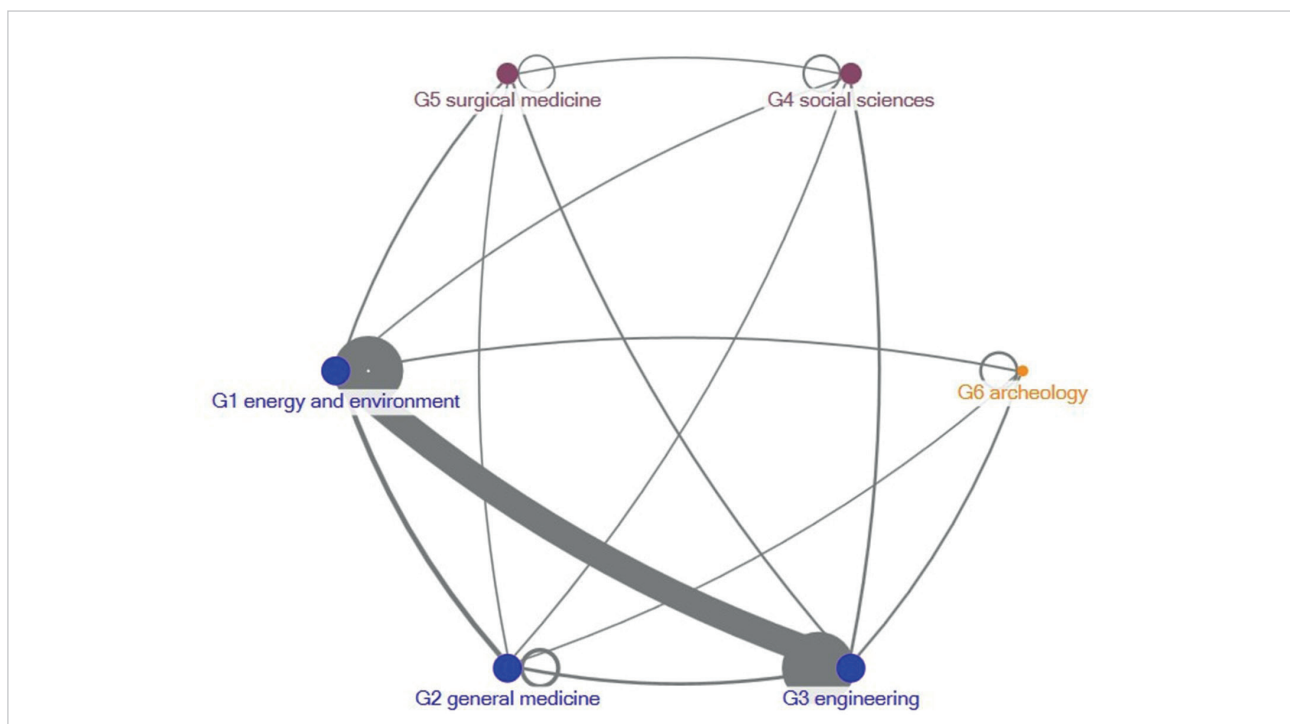 G5 surgical medicine
G4 social sciences
G1 energy and environment
G6 archeology
G2 general medicine
G3 engineering